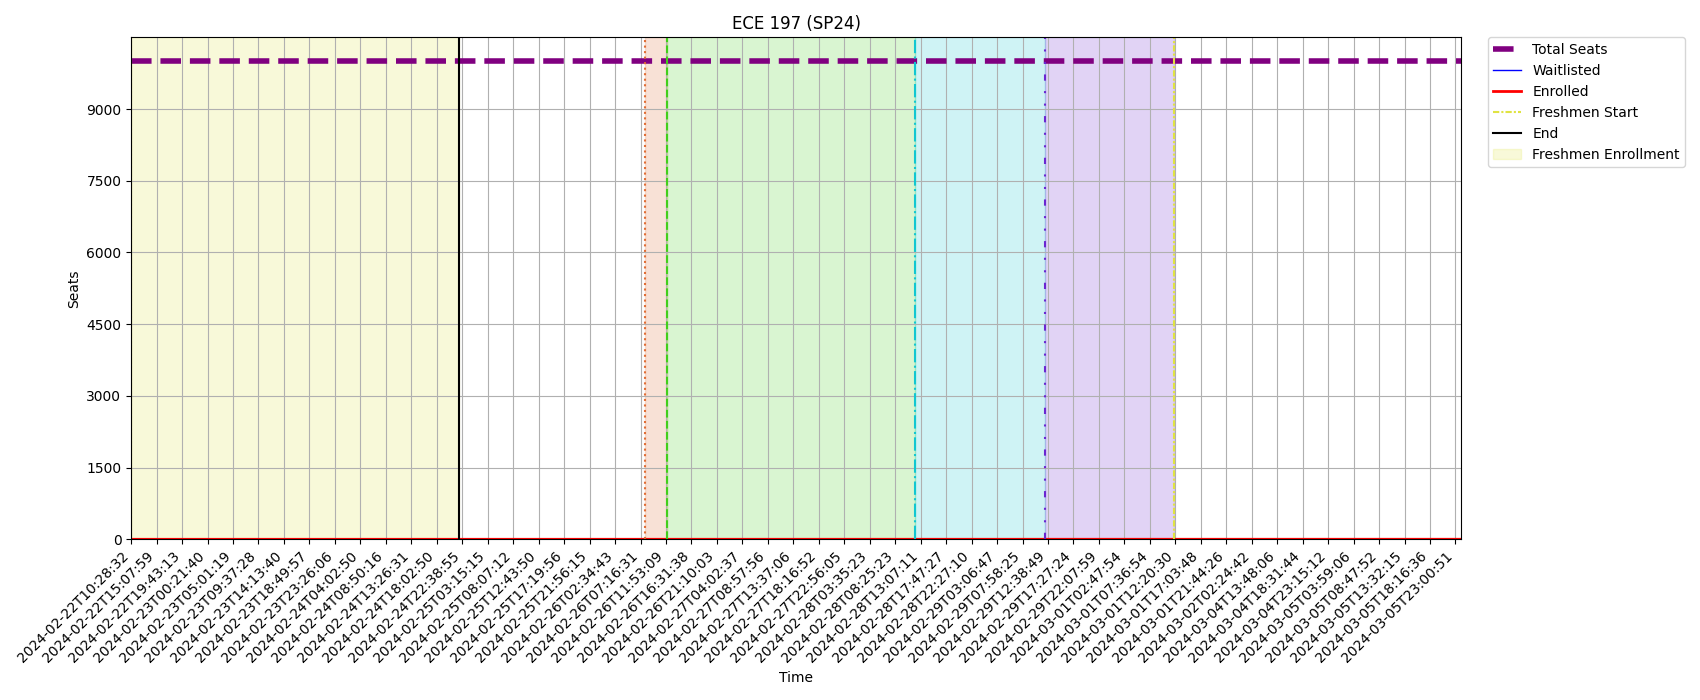 ECE 197 (SP24)
Total Seats
Waitlisted
Enrolled
Freshmen Start
End
Freshmen Enrollment
Seats
9000
7500
6000
4500
3000
1500
0
2024-02-22T10:28:32
2024-02-22T15:07:59
2024-02-22T19:43:13
2024-02-23T00:21:40
2024-02-23T05:01:19
2024-02-23T09:37:28
2024-02-23T14:13:40
2024-02-23T18:49:57
2024-02-23T23:26:06
2024-02-24T04:02:50
2024-02-24T08:50:16
2024-02-24T13:26:31
2024-02-24T18:02:50
2024-02-24T22:38:55
2024-02-25T03:15:15
2024-02-25T08:07:12
2024-02-25T12:43:50
2024-02-25T17:19:56
2024-02-25T21:56:15
2024-02-26T02:34:43
2024-02-26T07:16:31
2024-02-26T11:53:09
2024-02-26T16:31:38
2024-02-26T21:10:03
2024-02-27T04:02:37
2024-02-27T08:57:56
2024-02-27T13:37:06
2024-02-27T18:16:52
2024-02-27T22:56:05
2024-02-28T03:35:23
2024-02-28T08:25:23
2024-02-28T13:07:11
2024-02-28T17:47:27
2024-02-28T22:27:10
2024-02-29T03:06:47
2024-02-29T07:58:25
2024-02-29T12:38:49
2024-02-29T17:27:24
2024-02-29T22:07:59
2024-03-01T02:47:54
2024-03-01T07:36:54
2024-03-01T12:20:30
2024-03-01T17:03:48
2024-03-01T21:44:26
2024-03-02T02:24:42
2024-03-04T13:48:06
2024-03-04T18:31:44
2024-03-04T23:15:12
2024-03-05T03:59:06
2024-03-05T08:47:52
2024-03-05T13:32:15
2024-03-05T18:16:36
2024-03-05T23:00:51
Time